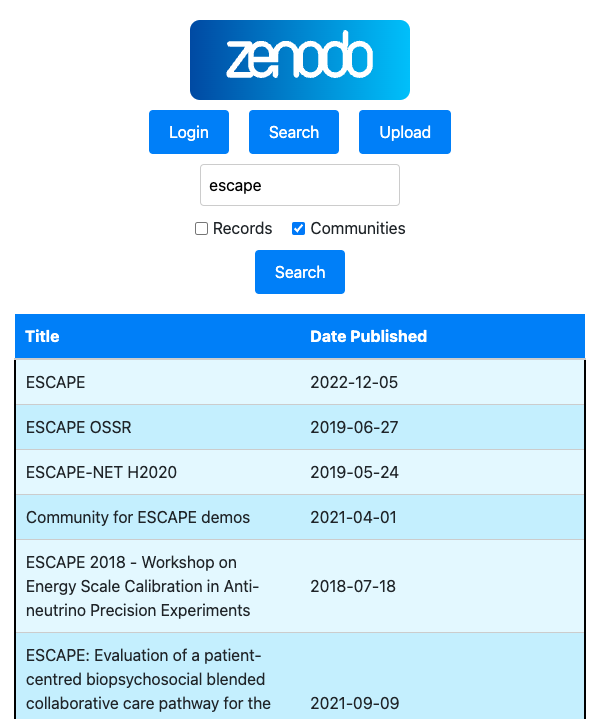 zenodo
Login Search Upload
escape
Records Communities
Search
Title Date Published
ESCAPE 2022-12-05
ESCAPE OSSR 2019-06-27
ESCAPE-NET H2020 2019-05-24
Community for ESCAPE demos 2021-04-01
ESCAPE 2018 - Workshop on
Energy Scale Calibration in Anti-
neutrino Precision Experiments
2018-07-18
ESCAPE: Evaluation of a patient-
centred biopsychosocial blended
collaborative care pathway for the
2021-09-09